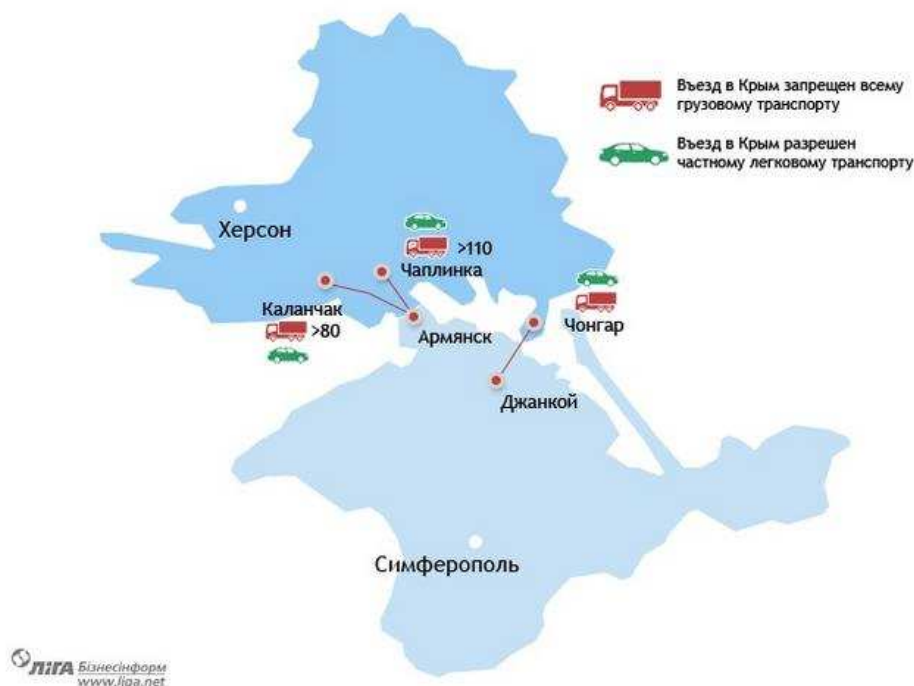 Въезд в Крым запрещен всему
грузовому транспорту
Въезд в Крым разрешен
частному легковому транспорту
Херсон
>110
Чаплинка
Каланчак
>80
Армянск
Чонгар
Джанкой
Симферополь
ЛІГА Бізнесінформ
www.liga.net